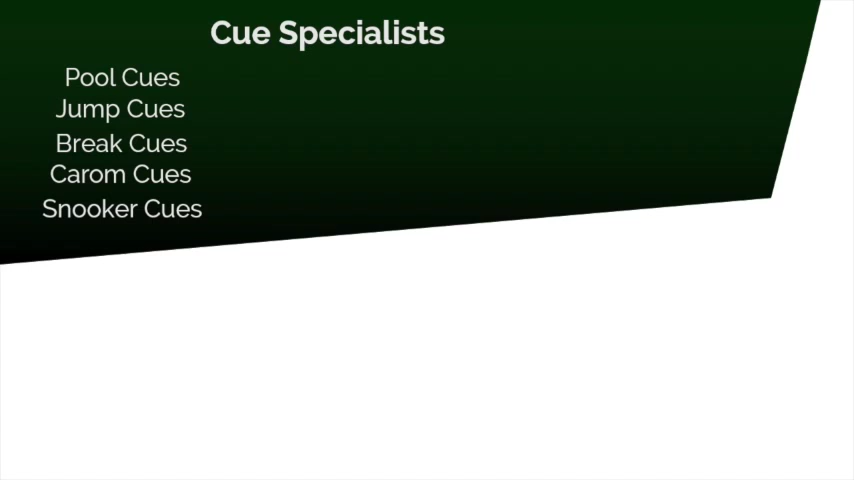 Cue Specialists
Pool Cues
Jump Cues
Break Cues
Carom Cues
Snooker Cues